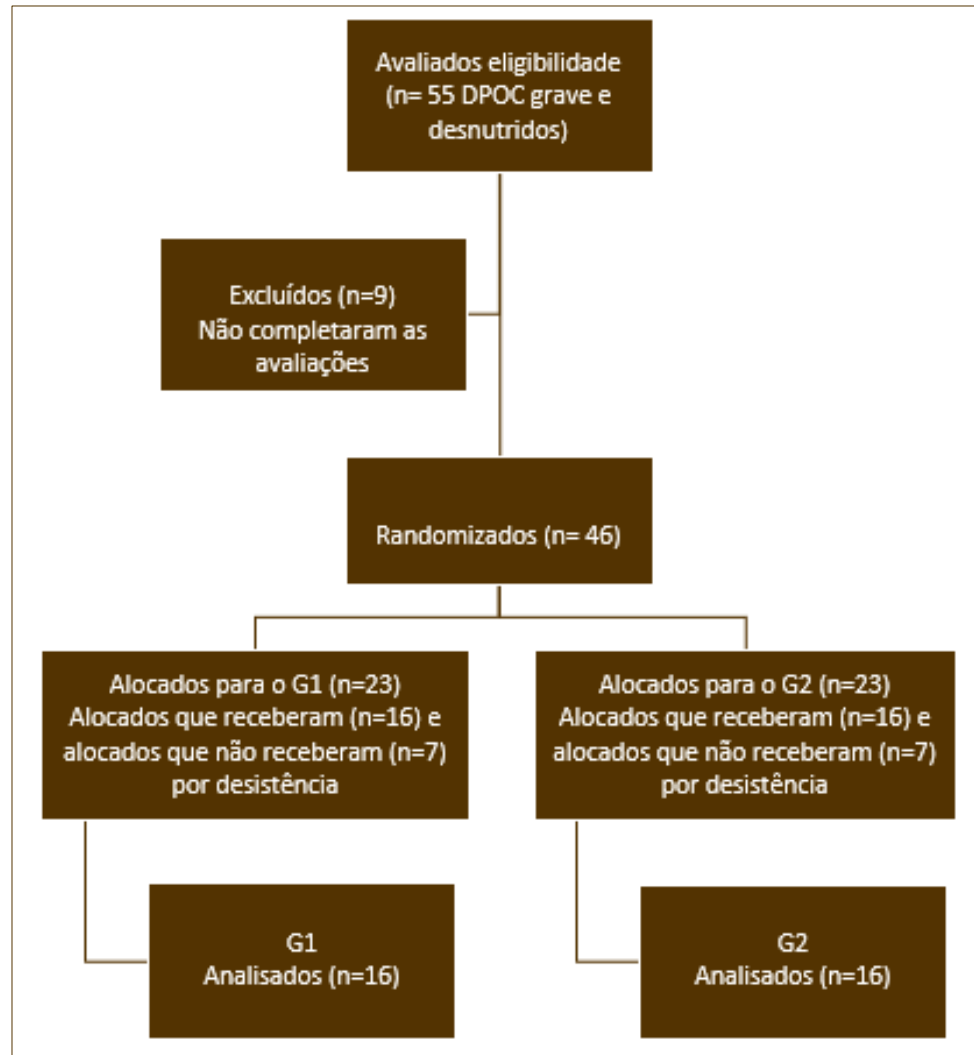 Avaliados eligibilidade
(n= 55 DPOC grave e
desnutridos)
Excluídos (n=9)
Não completaram as
avaliações
Randomizados (n= 46)
Alocados para o G1 (n=23)
Alocados que receberam (n=16) e
alocados que não receberam (n=7)
por desistência
Alocados para o G2 (n=23)
Alocados que receberam (n=16) e
alocados que não receberam (n=7)
por desistência
G1
Analisados (n=16)
G2
Analisados (n=16)